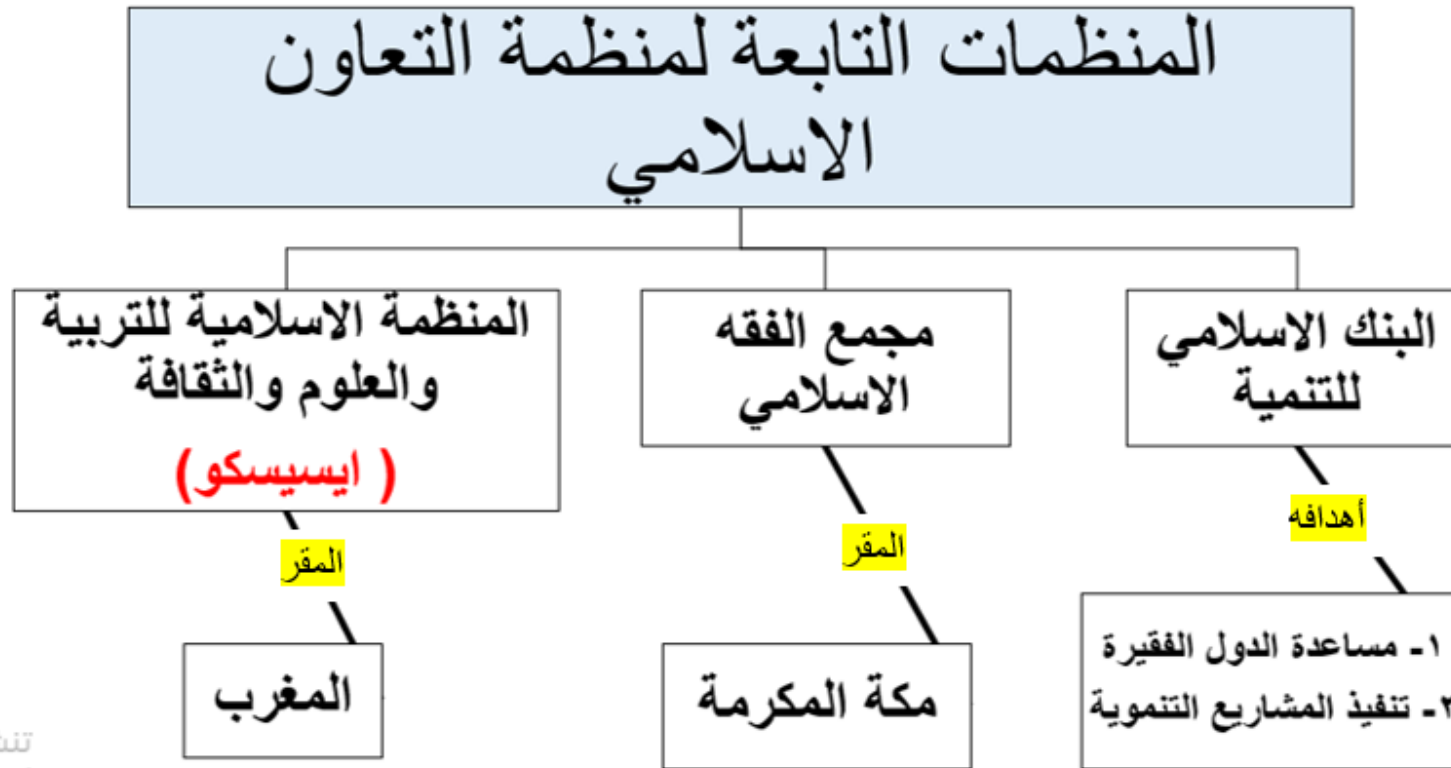 المنظمات التابعة لمنظمة التعاون
الاسلامي
البنك الاسلامي
للتنمية
أهدافه
١- مساعدة الدول الفقيرة
٢- تنفيذ المشاريع التنموية
مجمع الفقه
الاسلامي
المقر
مكة المكرمة
المنظمة الاسلامية للتربية
والعلوم والثقافة
( ايسيسكو)
المقر
المغرب